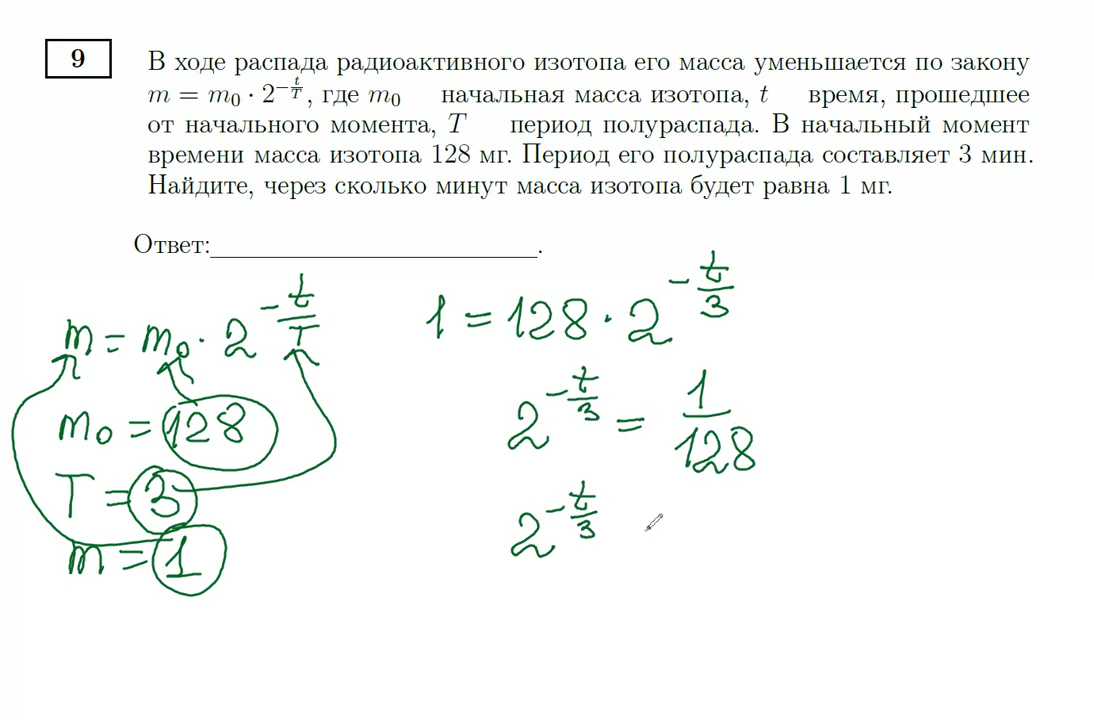 9
В ходе распада радиоактивного изотопа его масса уменьшается по закону
m = m₀ · 2^(-t/T), где m₀ начальная масса изотопа, t время, прошедшее
от начального момента, T период полураспада. В начальный момент
времени масса изотопа 128 мг. Период его полураспада составляет 3 мин.
Найдите, через сколько минут масса изотопа будет равна 1 мг.
Ответ:____________________.
m = m₀ · 2^(-t/T)
m₀ = 128
T = 3
m = 1
1 = 128 · 2^(-t/3)
2^(-t/3) = 1/128
2^(-t/3)